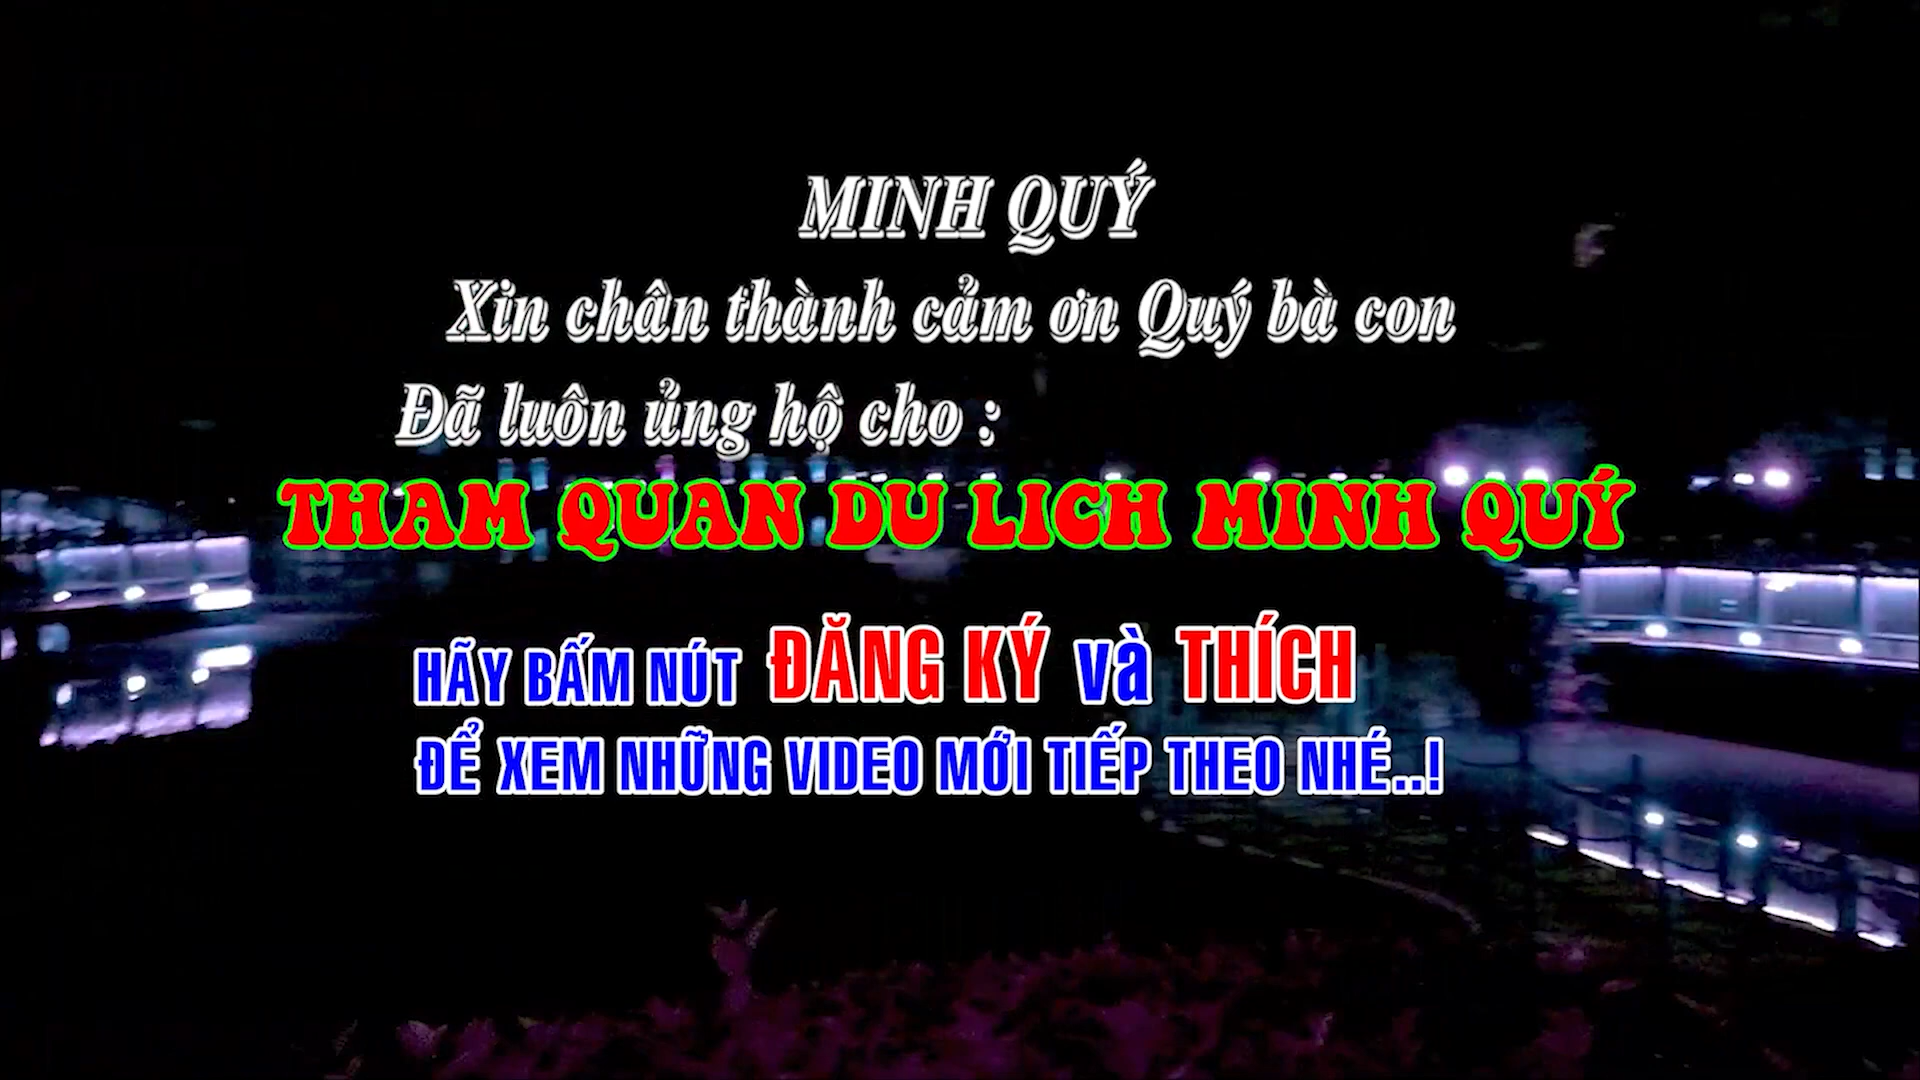 MINH QUÝ
Xin chân thành cảm ơn Quý bà con
Đã luôn ủng hộ cho :
THAM QUAN DU LICH MINH QUÝ
HÃY BẤM NÚT ĐĂNG KÝ và THÍCH
ĐỂ XEM NHỮNG VIDEO MỚI TIẾP THEO NHÉ..!